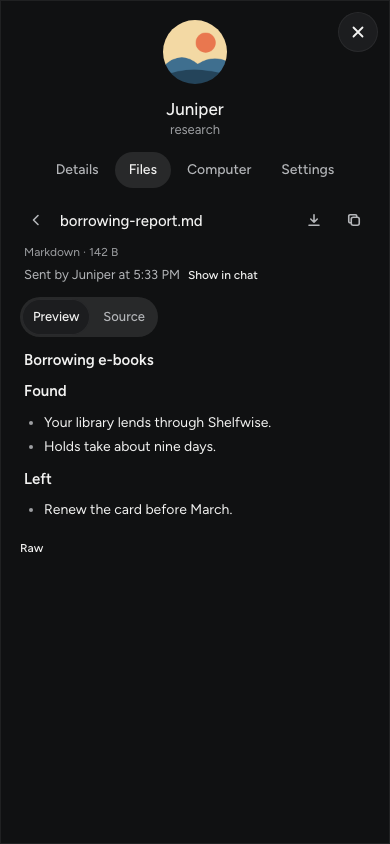 Juniper
research
Details Files Computer Settings
borrowing-report.md
Markdown · 142 B
Sent by Juniper at 5:33 PM Show in chat
Preview Source
Borrowing e-books
Found
• Your library lends through Shelfwise.
• Holds take about nine days.
Left
• Renew the card before March.
Raw